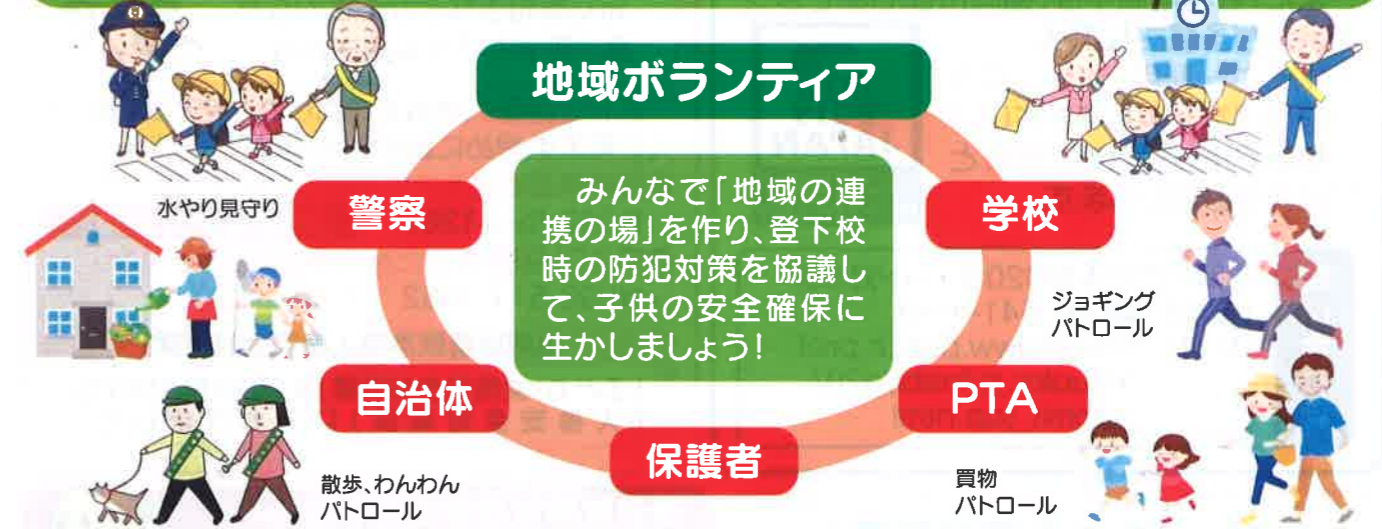 地域ボランティア
警察
学校
水やり見守り
みんなで「地域の連
携の場」を作り、登下校
時の防犯対策を協議し
て、子供の安全確保に
生かしましょう!
ジョギング
パトロール
自治体
PTA
保護者
散歩、わんわん
パトロール
買物
パトロール